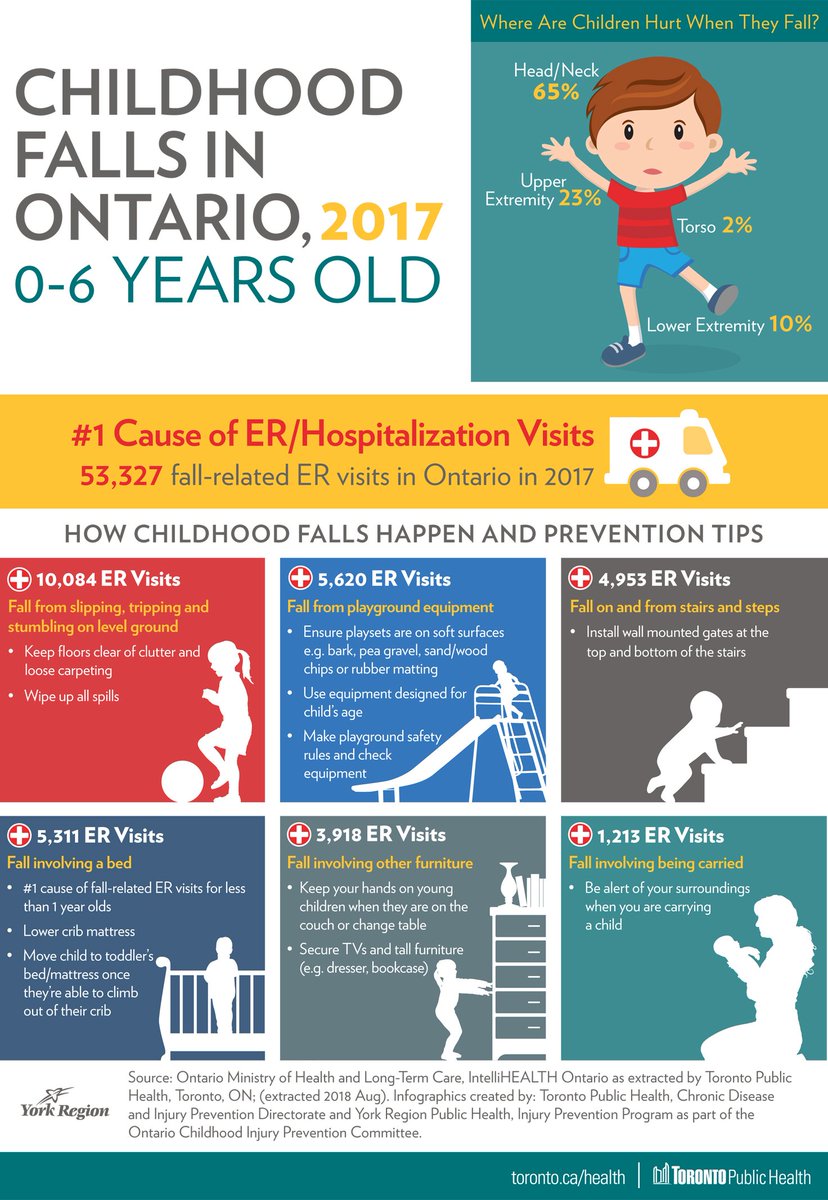 CHILDHOOD
FALLS IN
ONTARIO, 2017
0-6 YEARS OLD
Where Are Children Hurt When They Fall?
Head/Neck
65%
Upper
Extremity 23%
Torso 2%
Lower Extremity 10%
#1 Cause of ER/Hospitalization Visits
53,327 fall-related ER visits in Ontario in 2017
HOW CHILDHOOD FALLS HAPPEN AND PREVENTION TIPS
10,084 ER Visits
Fall from slipping, tripping and
stumbling on level ground
• Keep floors clear of clutter and
loose carpeting
• Wipe up all spills
5,620 ER Visits
Fall from playground equipment
• Ensure playsets are on soft surfaces
e.g. bark, pea gravel, sand/wood
chips or rubber matting
• Use equipment designed for
child's age
• Make playground safety
rules and check
equipment
4,953 ER Visits
Fall on and from stairs and steps
• Install wall mounted gates at the
top and bottom of the stairs
5,311 ER Visits
Fall involving a bed
• #1 cause of fall-related ER visits for less
than 1 year olds
• Lower crib mattress
• Move child to toddler's
bed/mattress once
they're able to climb
out of their crib
3,918 ER Visits
Fall involving other furniture
• Keep your hands on young
children when they are on the
couch or change table
• Secure TVs and tall furniture
(e.g. dresser, bookcase)
1,213 ER Visits
Fall involving being carried
• Be alert of your surroundings
when you are carrying
a child
York Region
Source: Ontario Ministry of Health and Long-Term Care, IntelliHEALTH Ontario as extracted by Toronto Public
Health, Toronto, ON; (extracted 2018 Aug). Infographics created by: Toronto Public Health, Chronic Disease
and Injury Prevention Directorate and York Region Public Health, Injury Prevention Program as part of the
Ontario Childhood Injury Prevention Committee.
toronto.ca/health
TORONTO Public Health